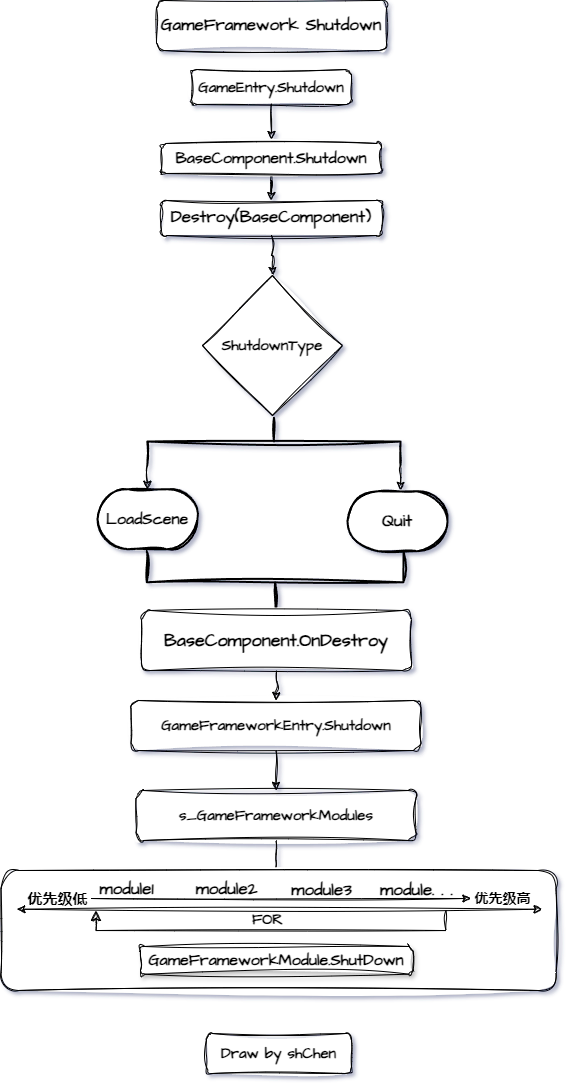 GameFramework Shutdown
GameEntry.Shutdown
BaseComponent.Shutdown
Destroy(BaseComponent)
ShutdownType
LoadScene
Quit
BaseComponent.OnDestroy
GameFrameworkEntry.Shutdown
s_GameFrameworkModules
优先级低 module1 module2 module3 module. . . 优先级高
FOR
GameFrameworkModule.ShutDown
Draw by shChen